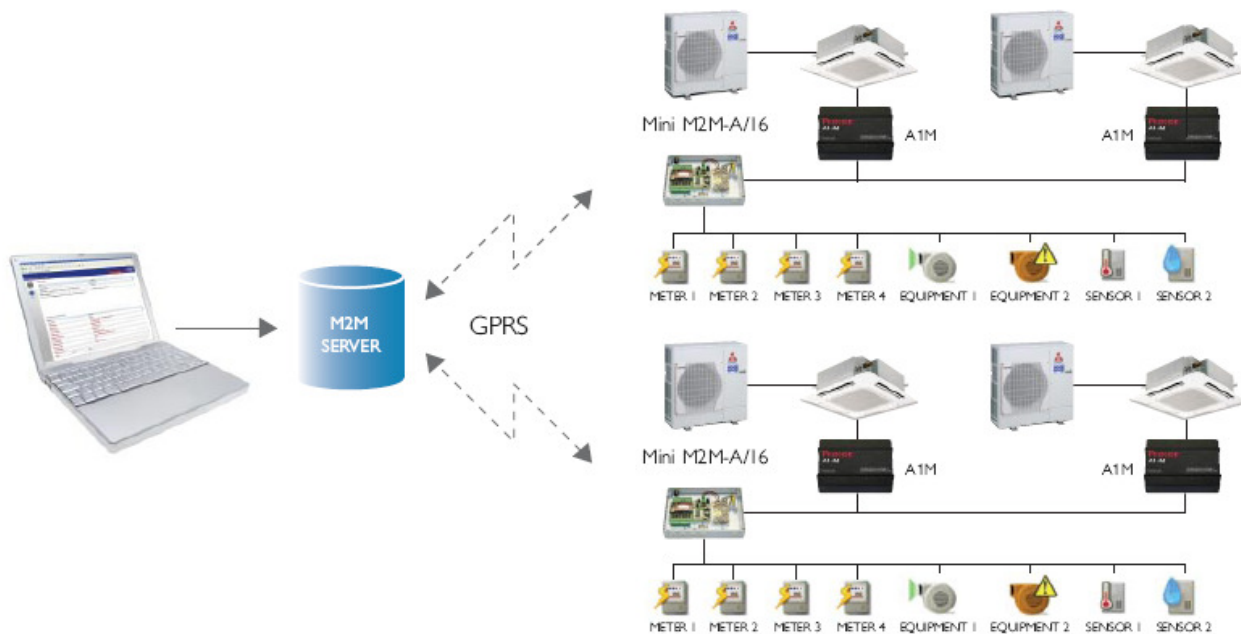 Mini M2M-A/16
A1M
A1M
METER 1 METER 2 METER 3 METER 4 EQUIPMENT 1 EQUIPMENT 2 SENSOR 1 SENSOR 2
M2M
SERVER
GPRS
Mini M2M-A/16
A1M
A1M
METER 1 METER 2 METER 3 METER 4 EQUIPMENT 1 EQUIPMENT 2 SENSOR 1 SENSOR 2